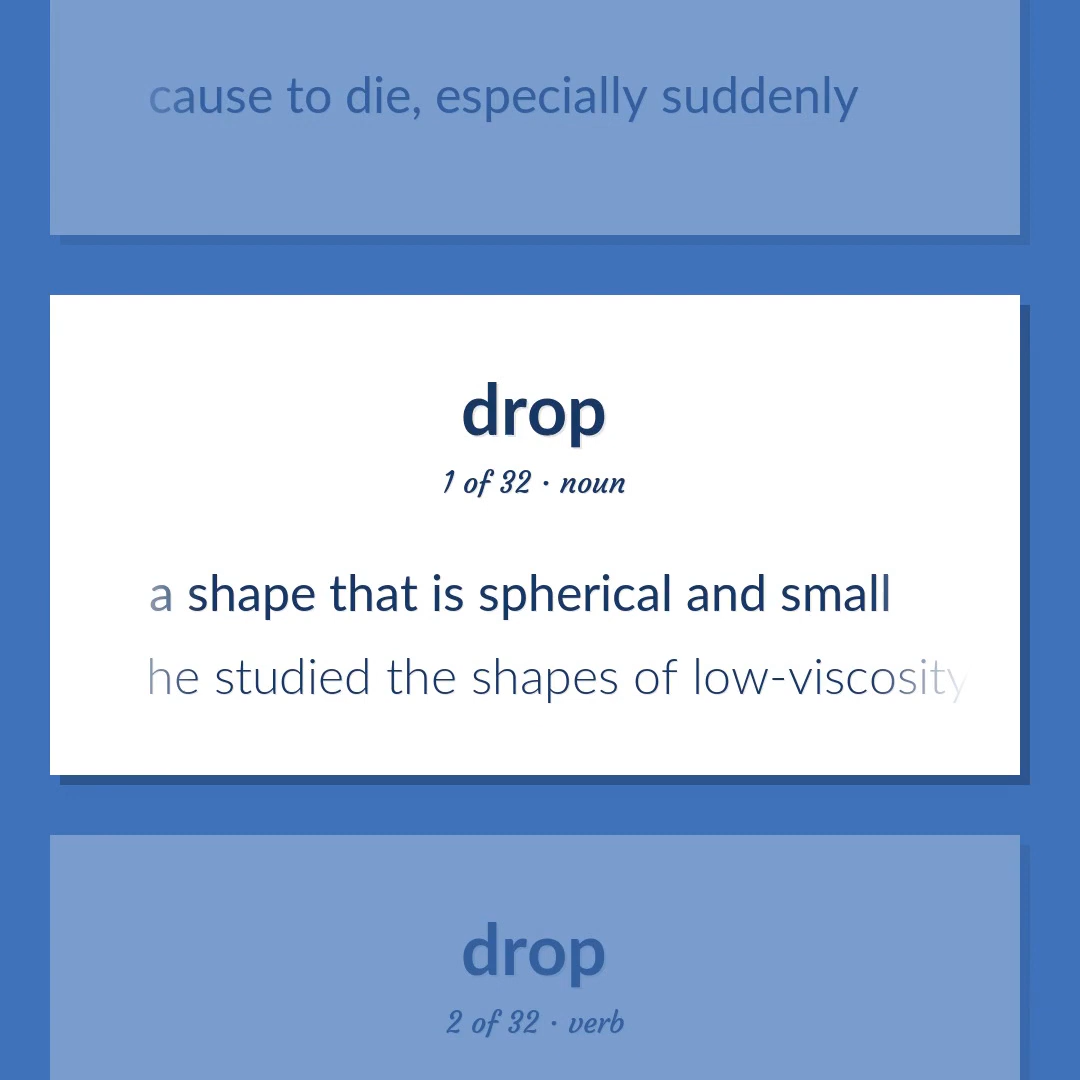 cause to die, especially suddenly
drop
1 of 32 · noun
a shape that is spherical and small
he studied the shapes of low-viscosity
drop
2 of 32 · verb